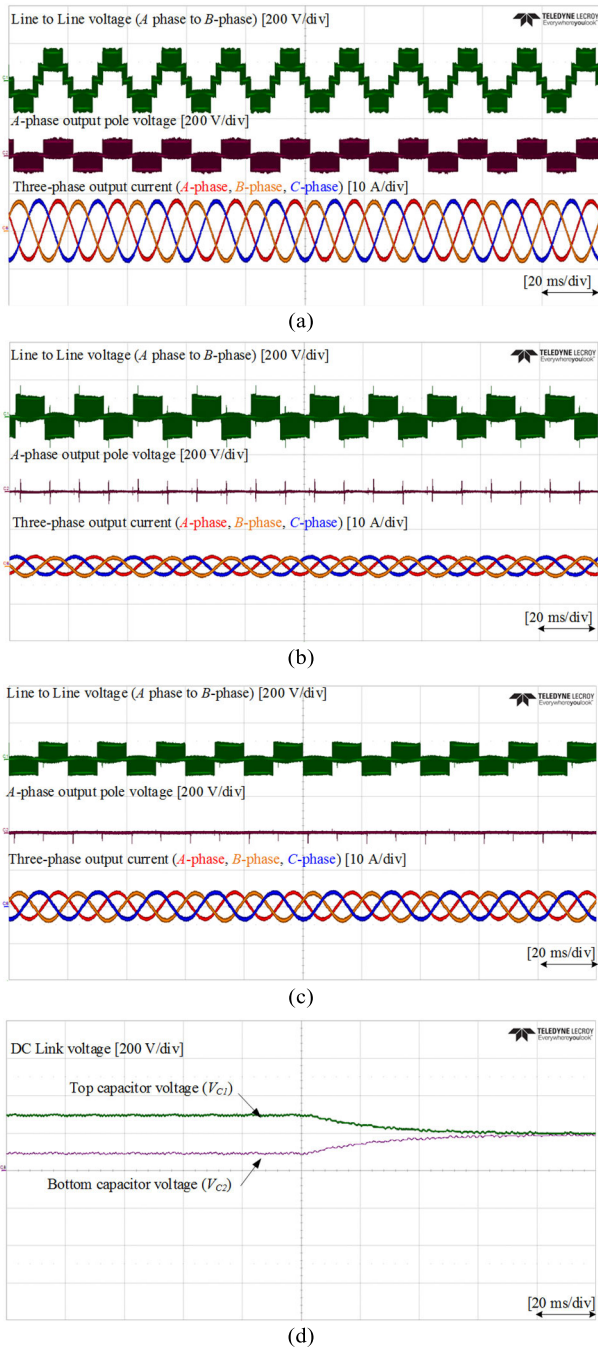 Line to Line voltage (A phase to B-phase) [200 V/div]
TELEDYNE LECROY
Everywhereyoulook
A-phase output pole voltage [200 V/div]
Three-phase output current (A-phase, B-phase, C-phase) [10 A/div]
[20 ms/div]
(a)
Line to Line voltage (A phase to B-phase) [200 V/div]
TELEDYNE LECROY
Everywhereyoulook
A-phase output pole voltage [200 V/div]
Three-phase output current (A-phase, B-phase, C-phase) [10 A/div]
[20 ms/div]
(b)
Line to Line voltage (A phase to B-phase) [200 V/div]
TELEDYNE LECROY
Everywhereyoulook
A-phase output pole voltage [200 V/div]
Three-phase output current (A-phase, B-phase, C-phase) [10 A/div]
[20 ms/div]
(c)
TELEDYNE LECROY
Everywhereyoulook
DC Link voltage [200 V/div]
Top capacitor voltage (VC1)
Bottom capacitor voltage (VC2)
[20 ms/div]
(d)